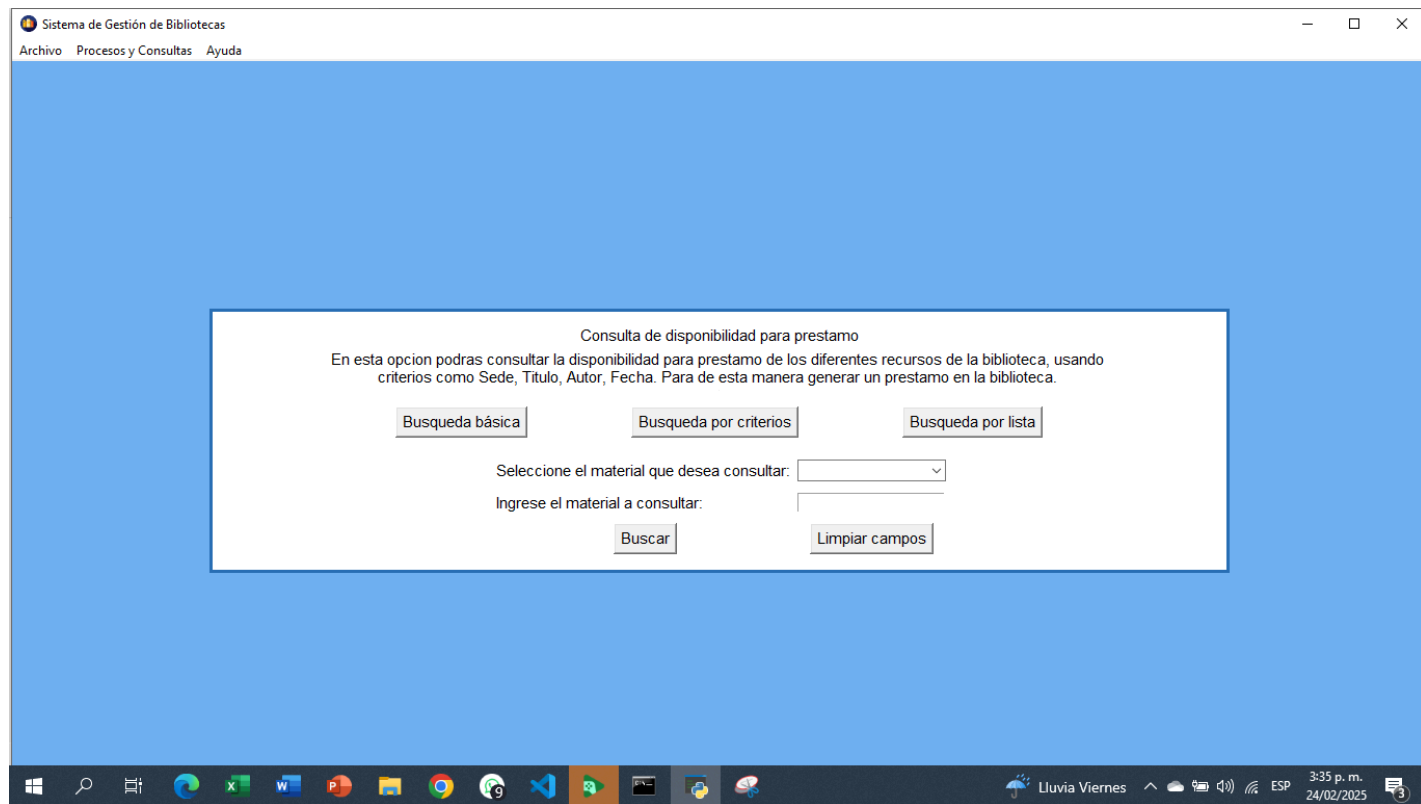 Sistema de Gestión de Bibliotecas
Archivo Procesos y Consultas Ayuda
Consulta de disponibilidad para prestamo
En esta opcion podras consultar la disponibilidad para prestamo de los diferentes recursos de la biblioteca, usando
criterios como Sede, Titulo, Autor, Fecha. Para de esta manera generar un prestamo en la biblioteca.
Busqueda básica Busqueda por criterios Busqueda por lista
Seleccione el material que desea consultar:
Ingrese el material a consultar:
Buscar Limpiar campos
Lluvia Viernes ESP 3:35 p. m.
24/02/2025 3